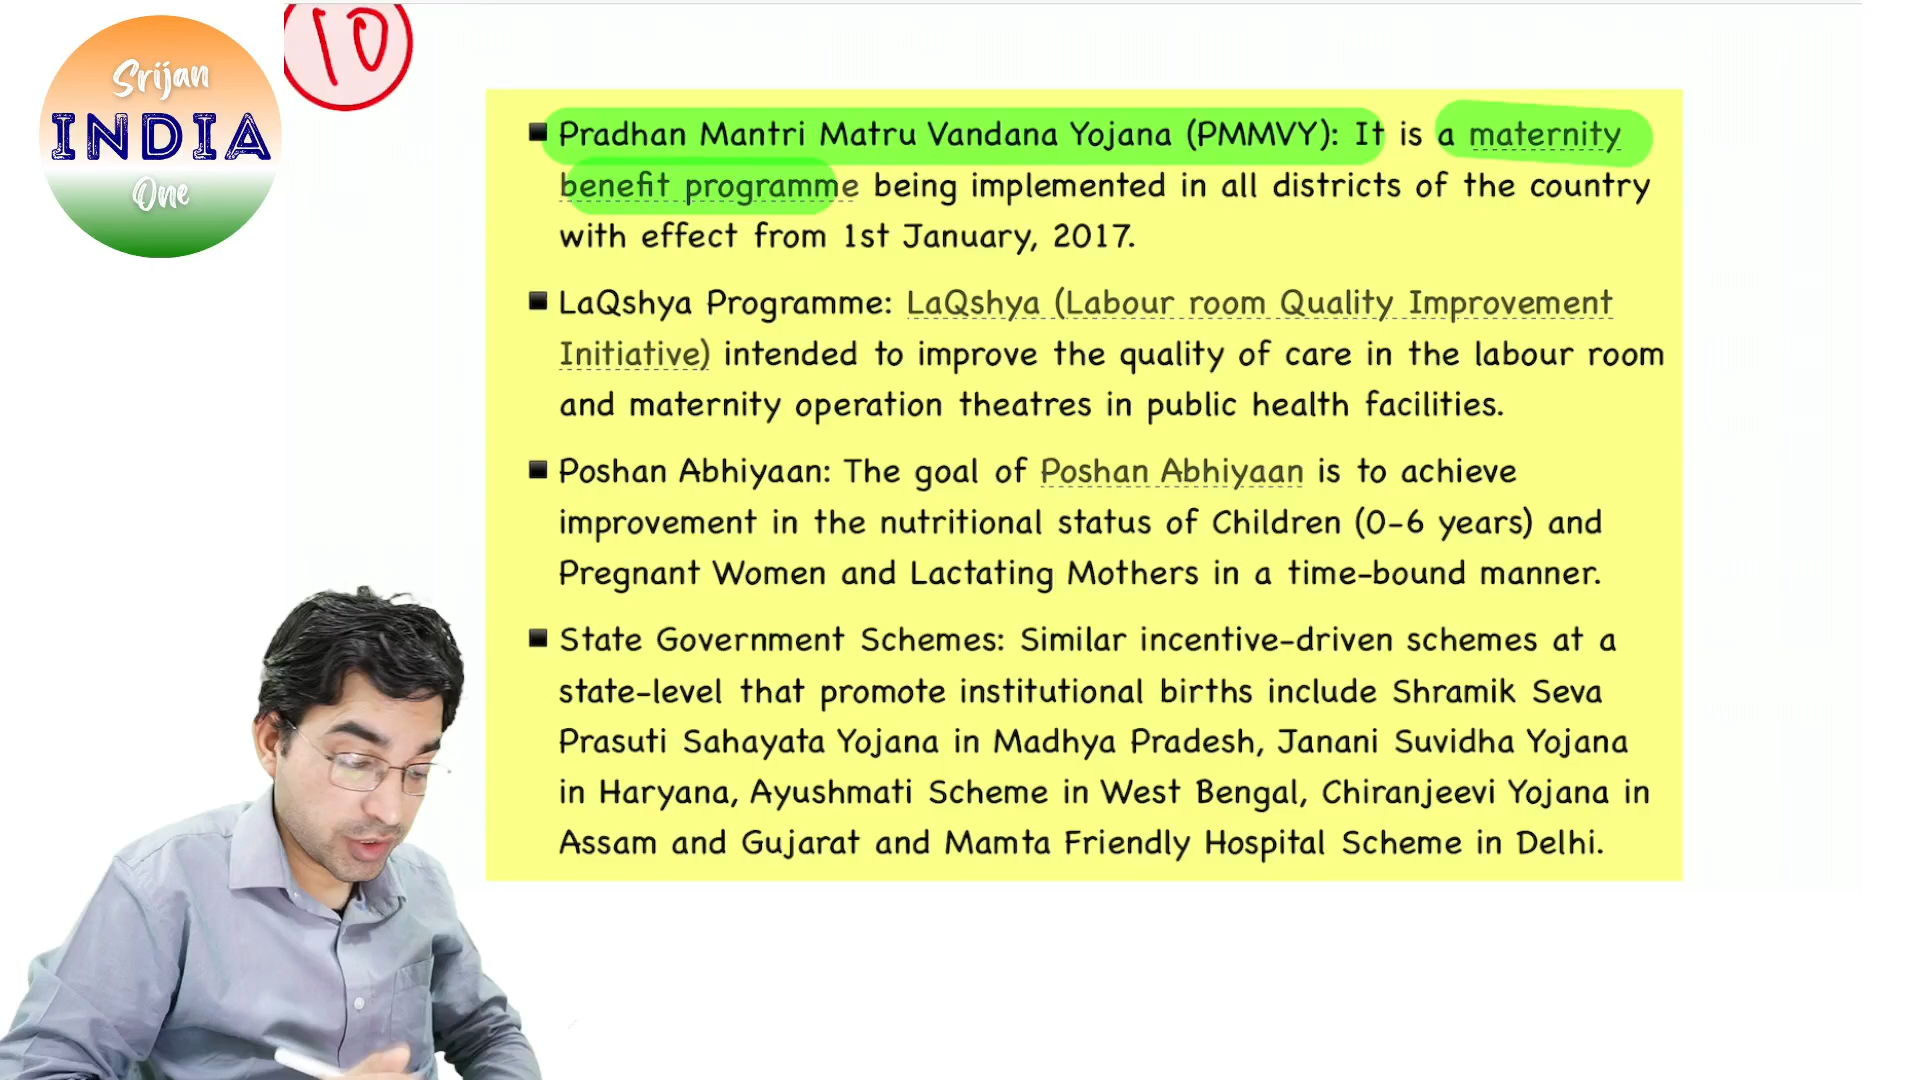 Srijan
INDIA
One
10
Pradhan Mantri Matru Vandana Yojana (PMMVY): It is a maternity
benefit programme being implemented in all districts of the country
with effect from 1st January, 2017.
LaQshya Programme: LaQshya (Labour room Quality Improvement
Initiative) intended to improve the quality of care in the labour room
and maternity operation theatres in public health facilities.
Poshan Abhiyaan: The goal of Poshan Abhiyaan is to achieve
improvement in the nutritional status of Children (0-6 years) and
Pregnant Women and Lactating Mothers in a time-bound manner.
State Government Schemes: Similar incentive-driven schemes at a
state-level that promote institutional births include Shramik Seva
Prasuti Sahayata Yojana in Madhya Pradesh, Janani Suvidha Yojana
in Haryana, Ayushmati Scheme in West Bengal, Chiranjeevi Yojana in
Assam and Gujarat and Mamta Friendly Hospital Scheme in Delhi.